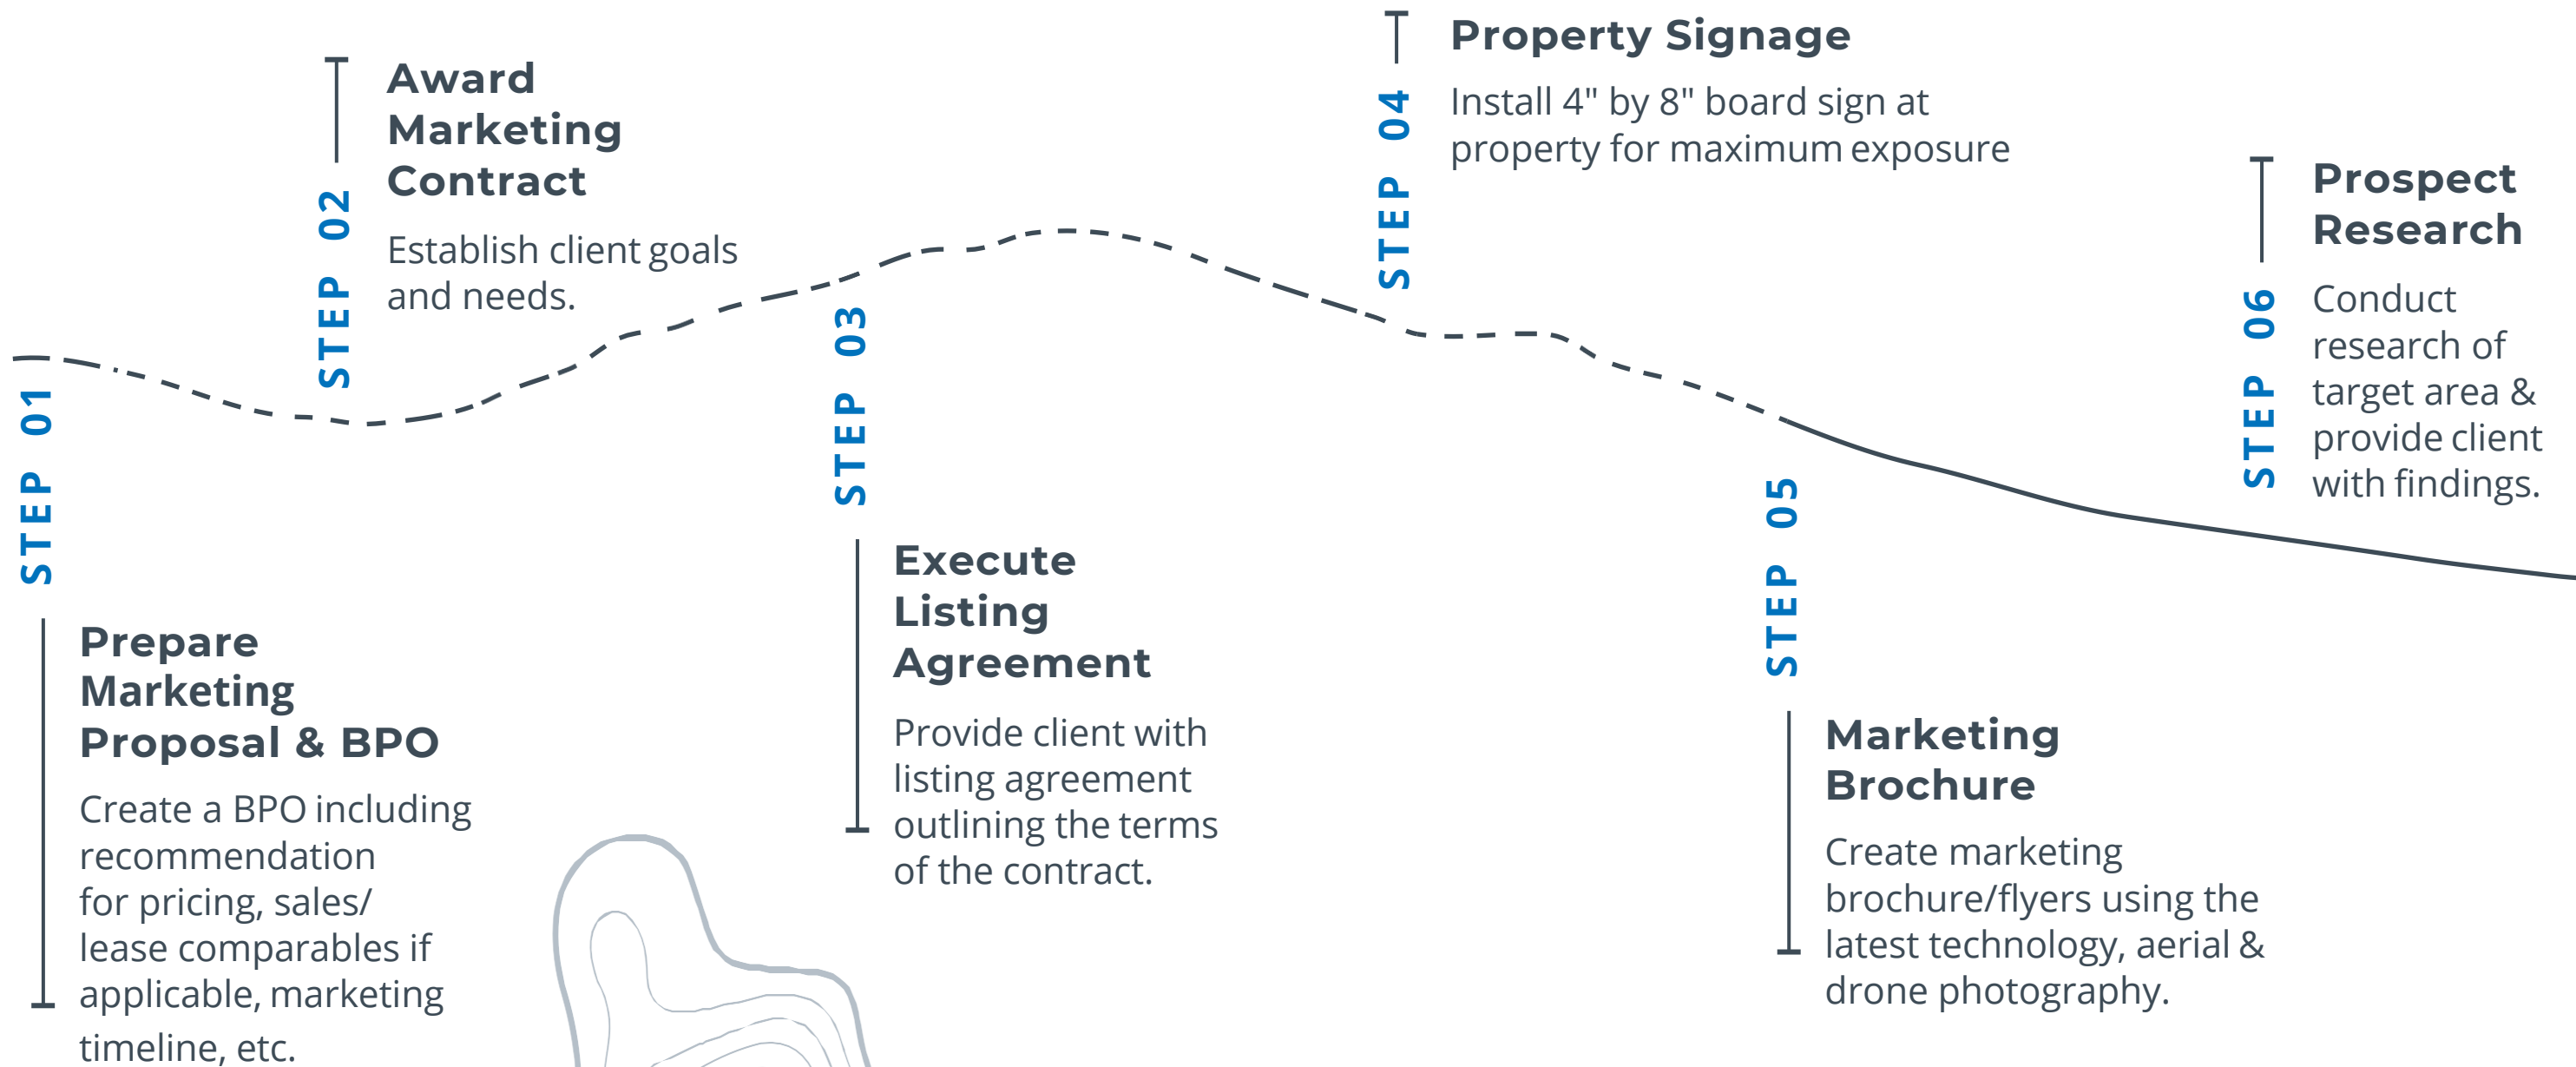 STEP 01
Prepare
Marketing
Proposal & BPO
Create a BPO including
recommendation
for pricing, sales/
lease comparables if
applicable, marketing
timeline, etc.
STEP 02
Award
Marketing
Contract
Establish client goals
and needs.
STEP 03
Execute
Listing
Agreement
Provide client with
listing agreement
outlining the terms
of the contract.
STEP 04
Property Signage
Install 4" by 8" board sign at
property for maximum exposure
STEP 05
Marketing
Brochure
Create marketing
brochure/flyers using the
latest technology, aerial &
drone photography.
STEP 06
Prospect
Research
Conduct
research of
target area &
provide client
with findings.